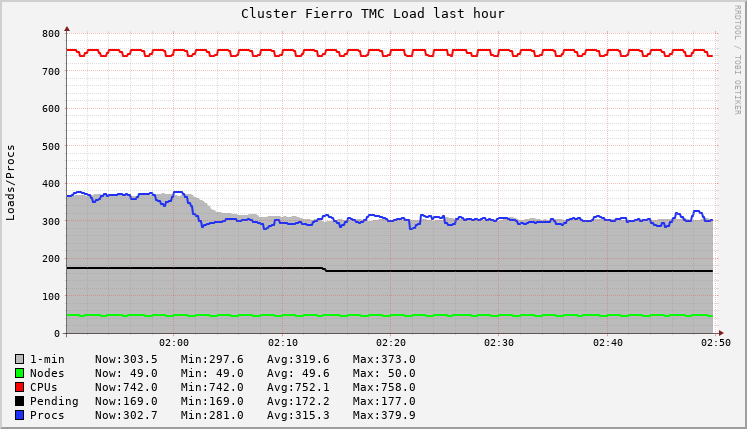 Cluster Fierro TMC Load last hour
RRDTOOL / TOBI OETIKER
Loads/Procs
800
700
600
500
400
300
200
100
0
02:00 02:10 02:20 02:30 02:40 02:50
1-min Now:303.5 Min:297.6 Avg:319.6 Max:373.0
Nodes Now: 49.0 Min: 49.0 Avg: 49.6 Max: 50.0
CPUs Now:742.0 Min:742.0 Avg:752.1 Max:758.0
Pending Now:169.0 Min:169.0 Avg:172.2 Max:177.0
Procs Now:302.7 Min:281.0 Avg:315.3 Max:379.9